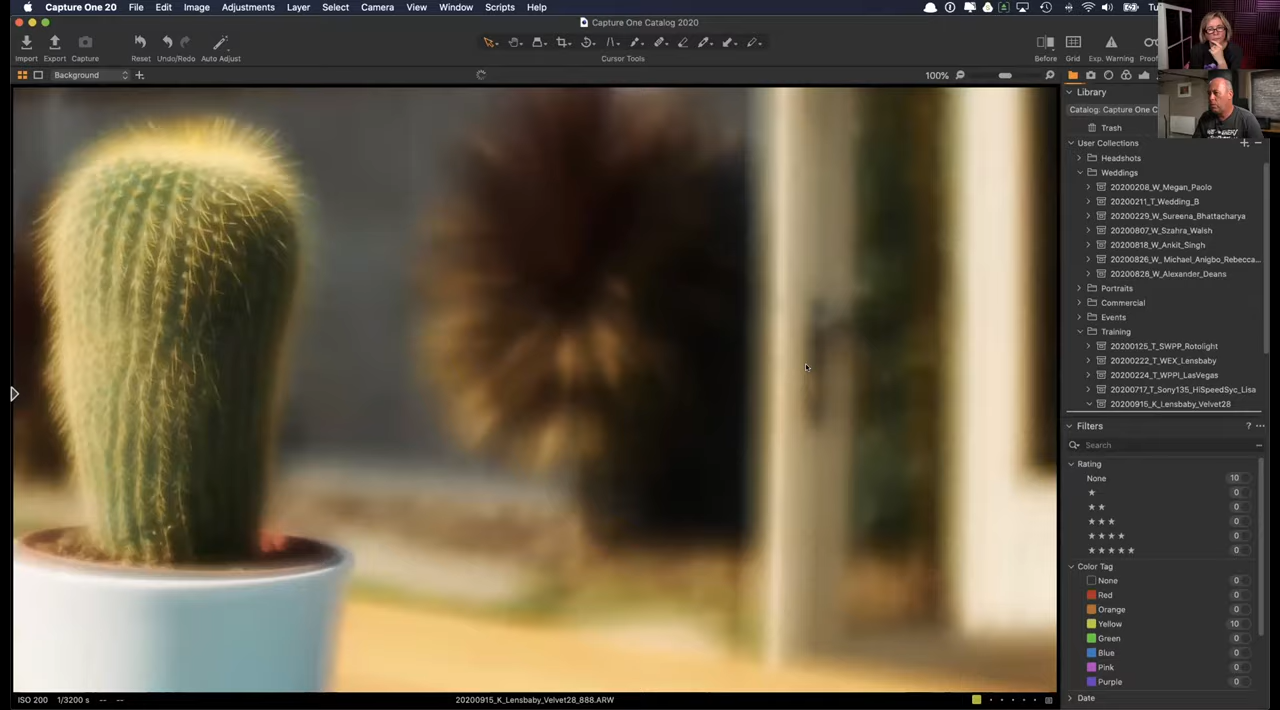 Capture One 20 File Edit Image Adjustments Layer Select Camera View Window Scripts Help
Capture One Catalog 2020
Import Export Capture Reset Undo/Redo Auto Adjust Cursor Tools Before Grid Exp. Warning
Background 100%
Library
Catalog: Capture One C
Trash
User Collections
Headshots
Weddings
20200208_W_Megan_Paolo
20200211_T_Wedding_B
20200229_W_Sureena_Bhattacharya
20200807_W_Szahra_Walsh
20200818_W_Ankit_Singh
20200826_W_ Michael_Anigbo_Rebecca...
20200828_W_Alexander_Deans
Portraits
Commercial
Events
Training
20200125_T_SWPP_Rotolight
20200222_T_WEX_Lensbaby
20200224_T_WPPI_LasVegas
20200717_T_Sony135_HiSpeedSyc_Lisa
20200915_K_Lensbaby_Velvet28
Filters ? ...
Search
Rating
None 10
★ 0
★ ★ 0
★ ★ ★ 0
★ ★ ★ ★ 0
★ ★ ★ ★ ★ 0
Color Tag
None 0
Red 0
Orange 0
Yellow 10
Green 0
Blue 0
Pink 0
Purple 0
Date
ISO 200 1/3200 s -- -- 20200915_K_Lensbaby_Velvet28_888.ARW